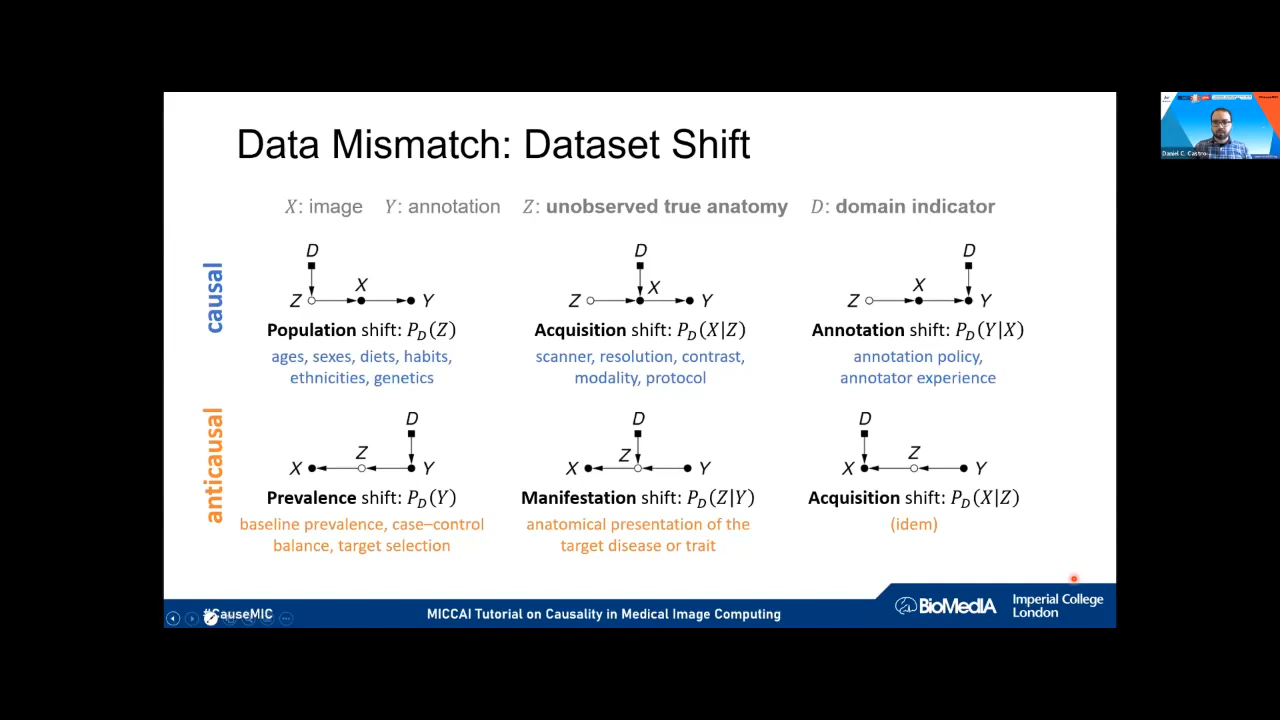 Data Mismatch: Dataset Shift
X: image Y: annotation Z: unobserved true anatomy D: domain indicator
causal
D
Z X Y
Population shift: P_D(Z)
ages, sexes, diets, habits,
ethnicities, genetics
D
Z X Y
Acquisition shift: P_D(X|Z)
scanner, resolution, contrast,
modality, protocol
D
Z X Y
Annotation shift: P_D(Y|X)
annotation policy,
annotator experience
anticausal
D
X Z Y
Prevalence shift: P_D(Y)
baseline prevalence, case–control
balance, target selection
D
X Z Y
Manifestation shift: P_D(Z|Y)
anatomical presentation of the
target disease or trait
D
X Z Y
Acquisition shift: P_D(X|Z)
(idem)
#CauseMIC
MICCAI Tutorial on Causality in Medical Image Computing
BioMedIA
Imperial College
London
Daniel C. Castro